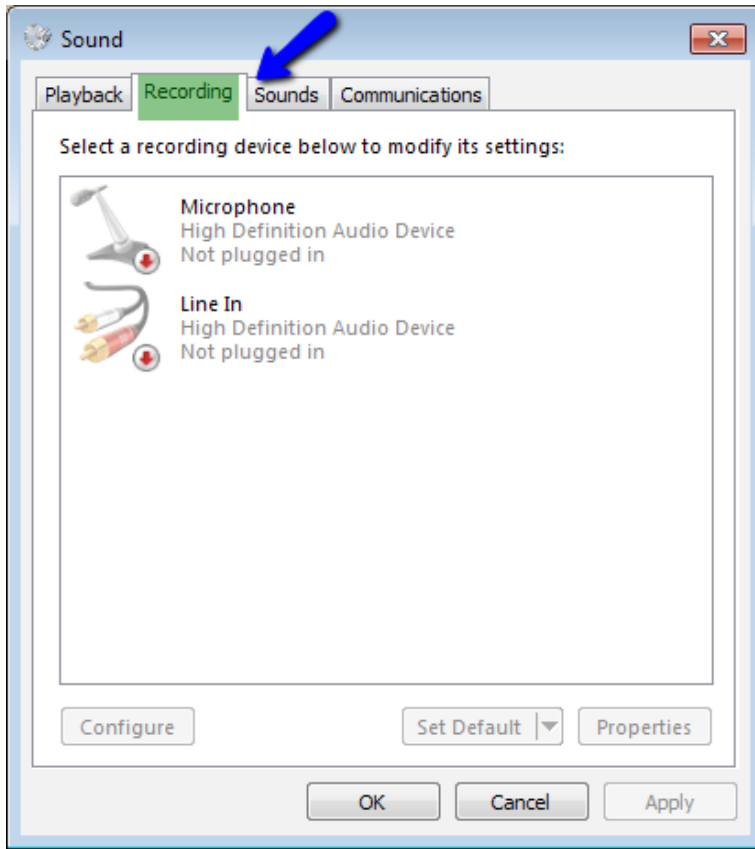 Sound
Playback Recording Sounds Communications
Select a recording device below to modify its settings:
Microphone
High Definition Audio Device
Not plugged in
Line In
High Definition Audio Device
Not plugged in
Configure Set Default Properties
OK Cancel Apply